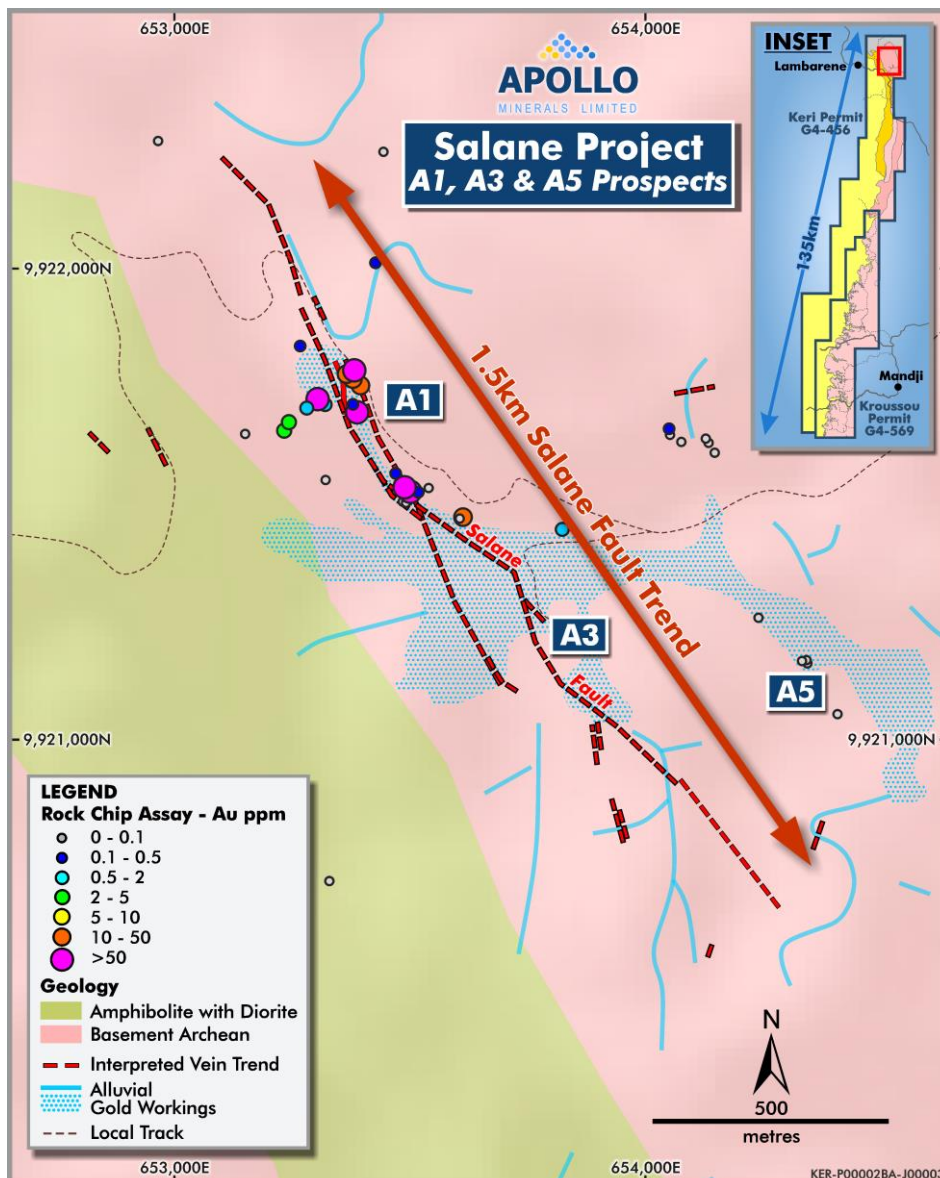 653,000E
654,000E
APOLLO
MINERALS LIMITED
Salane Project
A1, A3 & A5 Prospects
INSET
Lambarene
Keri Permit
G4-456
135km
Mandji
Kroussou
Permit
G4-569
9,922,000N
1.5km Salane Fault Trend
A1
Salane
A3
Fault
A5
9,921,000N
9,921,000N
LEGEND
Rock Chip Assay - Au ppm
0 - 0.1
0.1 - 0.5
0.5 - 2
2 - 5
5 - 10
10 - 50
>50
Geology
Amphibolite with Diorite
Basement Archean
Interpreted Vein Trend
Alluvial
Gold Workings
Local Track
N
500
metres
653,000E
654,000E